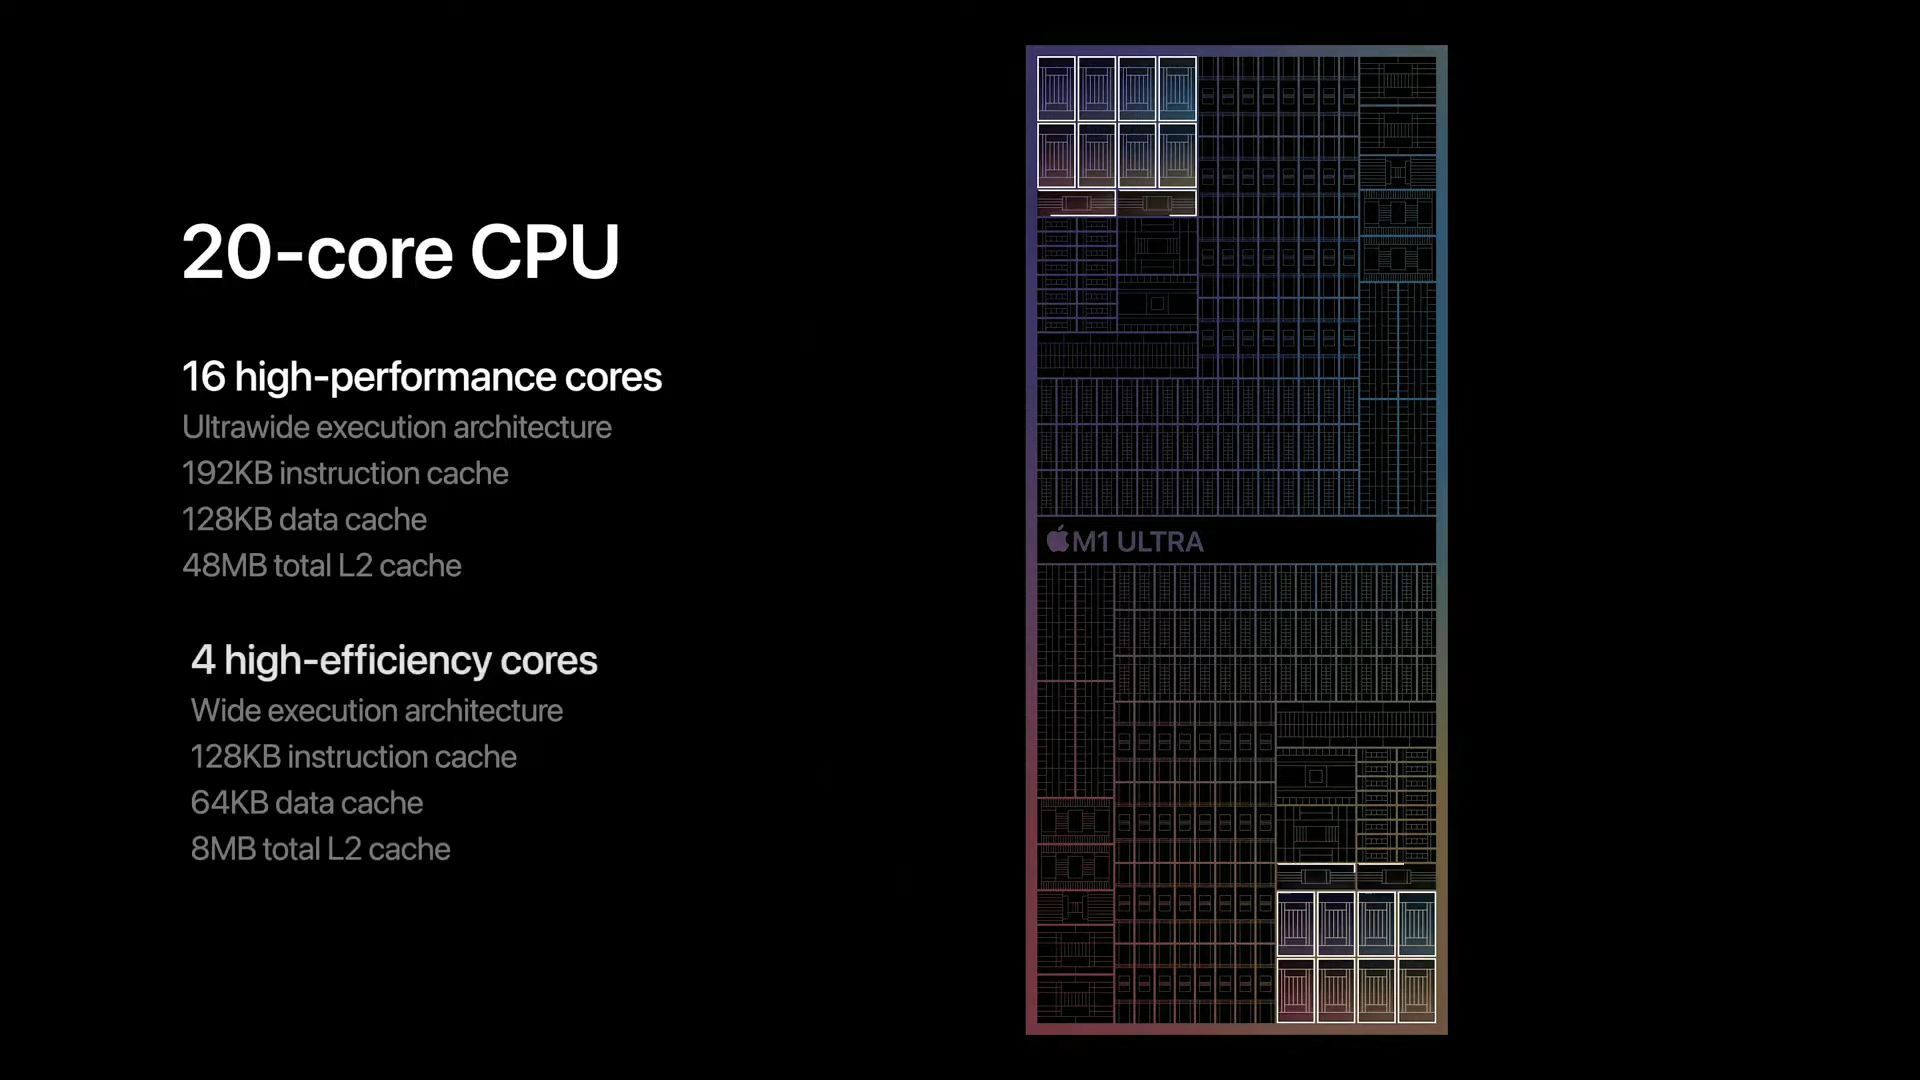 20-core CPU
16 high-performance cores
Ultrawide execution architecture
192KB instruction cache
128KB data cache
48MB total L2 cache
4 high-efficiency cores
Wide execution architecture
128KB instruction cache
64KB data cache
8MB total L2 cache
M1 ULTRA